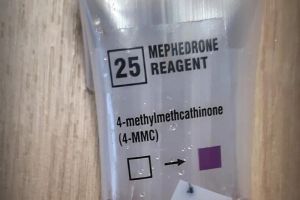 25 MEPHEDRONE
REAGENT
4-methylmethcathinone
(4-MMC)